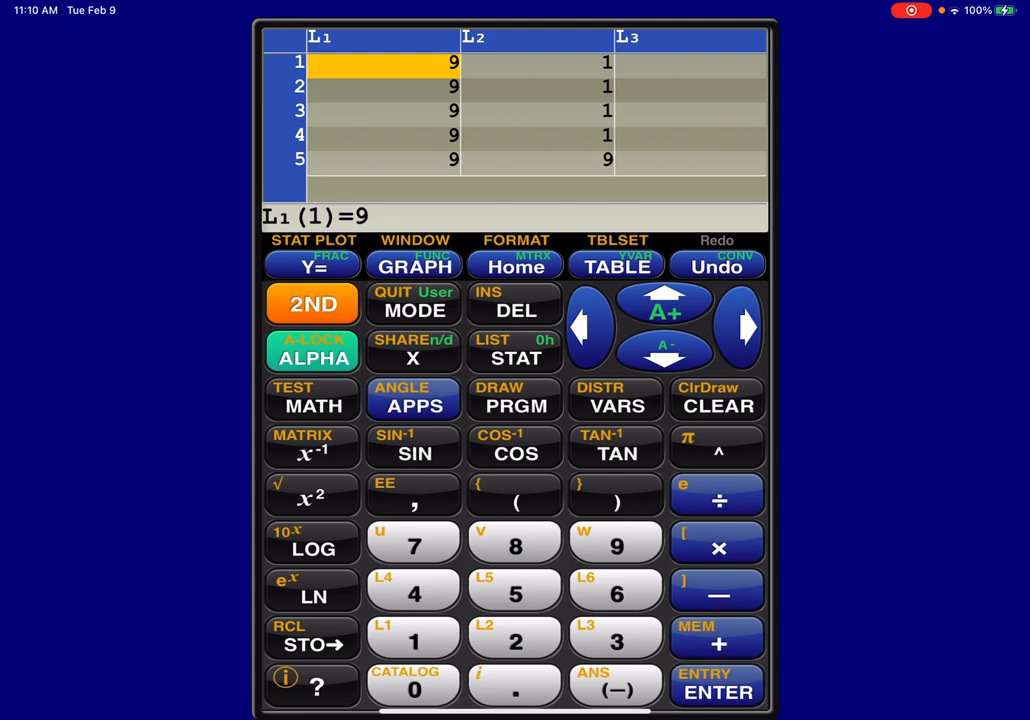 11:10 AM Tue Feb 9
100%
L1 L2 L3
1 9 1
2 9 1
3 9 1
4 9 1
5 9 9
L1(1)=9
STAT PLOT WINDOW FORMAT TBLSET Redo
FRAC FUNC MTRX YVAR CONV
Y= GRAPH Home TABLE Undo
QUIT User INS
2ND MODE DEL
A+
A-LOCK SHARE n/d LIST 0h A-
ALPHA X STAT
TEST ANGLE DRAW DISTR ClrDraw
MATH APPS PRGM VARS CLEAR
MATRIX SIN-1 COS-1 TAN-1 π
x-1 SIN COS TAN ^
√ EE { } e
x2 , ( ) ÷
10x u v w [
LOG 7 8 9 ×
ex L4 L5 L6 ]
LN 4 5 6 —
RCL L1 L2 L3 MEM
STO➔ 1 2 3 +
i CATALOG i ANS ENTRY
? 0 . (—) ENTER